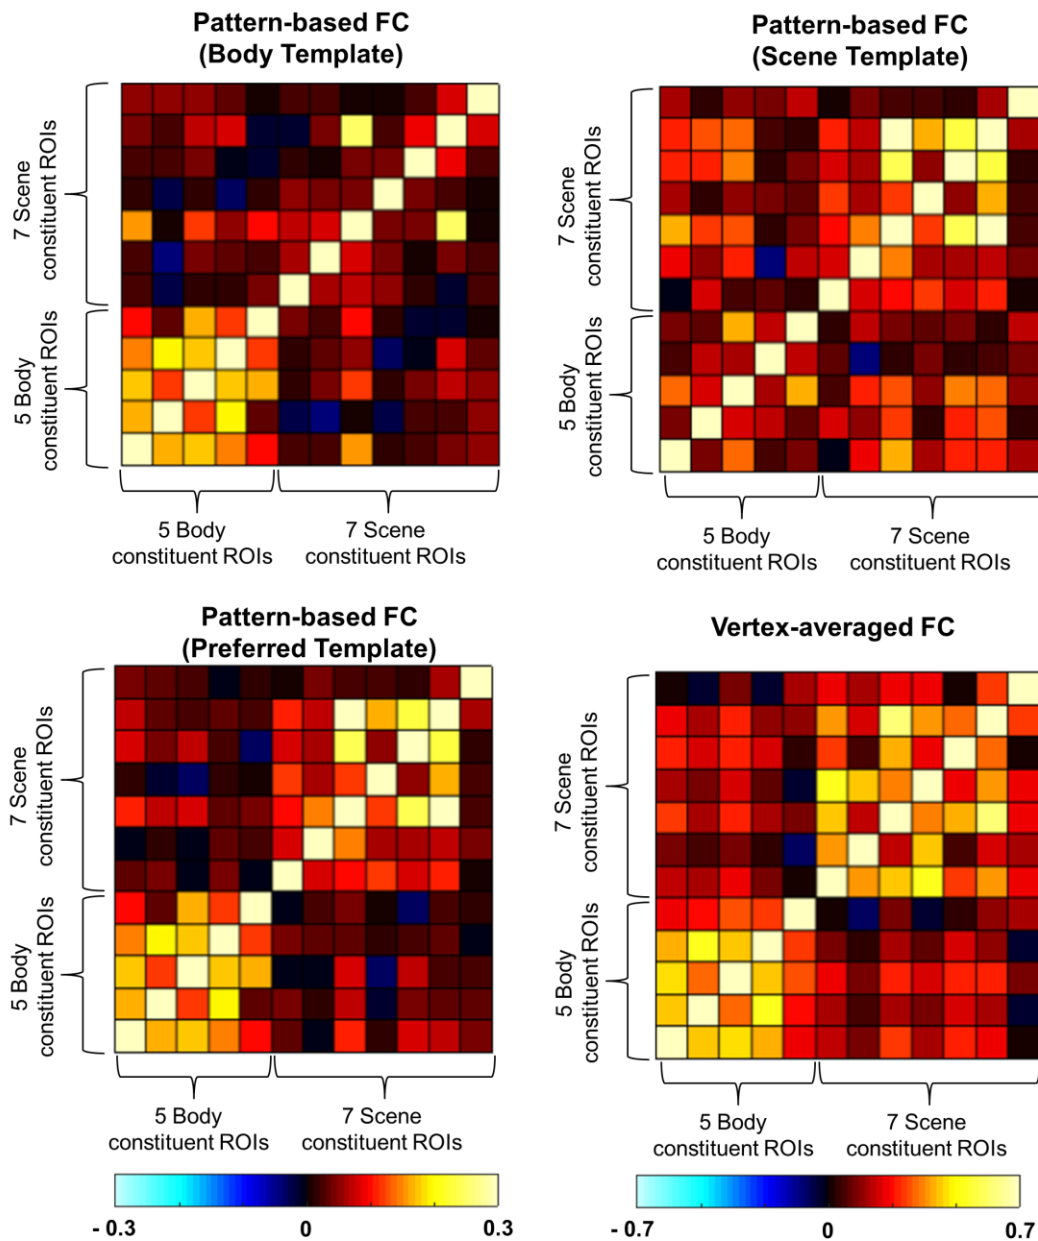 Pattern-based FC
(Body Template)
7 Scene
constituent ROIs
5 Body
constituent ROIs
5 Body
constituent ROIs
7 Scene
constituent ROIs
Pattern-based FC
(Scene Template)
7 Scene
constituent ROIs
5 Body
constituent ROIs
5 Body
constituent ROIs
7 Scene
constituent ROIs
Pattern-based FC
(Preferred Template)
7 Scene
constituent ROIs
5 Body
constituent ROIs
5 Body
constituent ROIs
7 Scene
constituent ROIs
- 0.3
0
0.3
Vertex-averaged FC
7 Scene
constituent ROIs
5 Body
constituent ROIs
5 Body
constituent ROIs
7 Scene
constituent ROIs
- 0.7
0
0.7